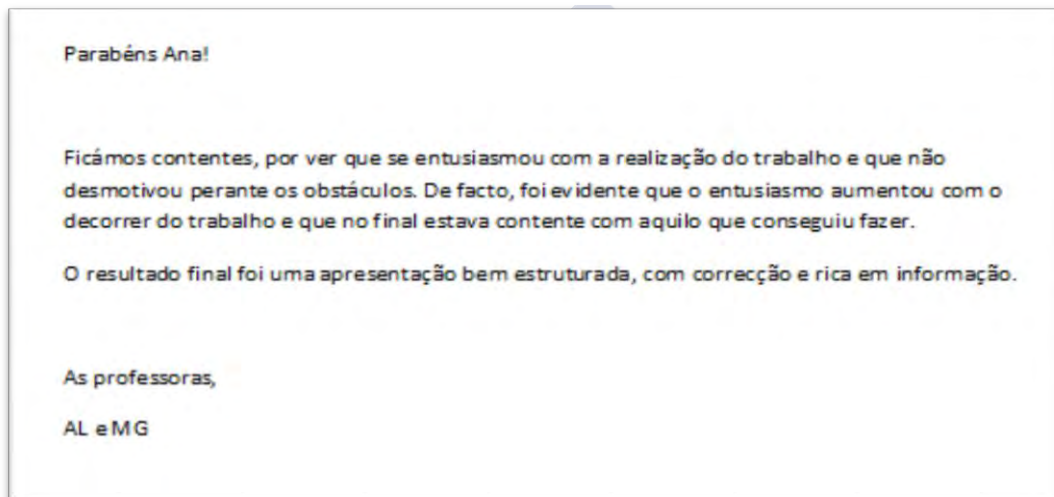 Parabéns Ana!
Ficámos contentes, por ver que se entusiasmou com a realização do trabalho e que não
desmotivou perante os obstáculos. De facto, foi evidente que o entusiasmo aumentou com o
decorrer do trabalho e que no final estava contente com aquilo que conseguiu fazer.
O resultado final foi uma apresentação bem estruturada, com correcção e rica em informação.
As professoras,
AL e MG